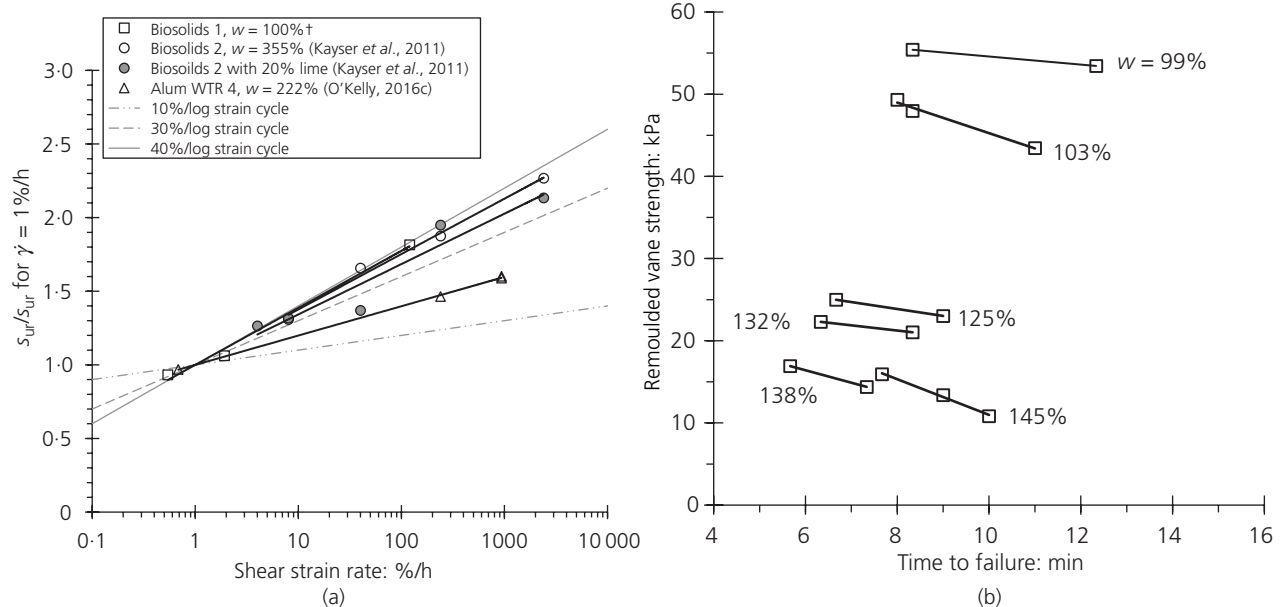 Biosolids 1, w = 100%†
Biosolids 2, w = 355% (Kayser et al., 2011)
Biosoilds 2 with 20% lime (Kayser et al., 2011)
Alum WTR 4, w = 222% (O'Kelly, 2016c)
10%/log strain cycle
30%/log strain cycle
40%/log strain cycle
3·0
2·5
2·0
1·5
1·0
0·5
0
sur/sur for γ̇ = 1%/h
0·1
1
10
100
1000
10 000
Shear strain rate: %/h
(a)
60
50
40
30
20
10
0
Remoulded vane strength: kPa
w = 99%
103%
125%
132%
138%
145%
4
6
8
10
12
14
16
Time to failure: min
(b)